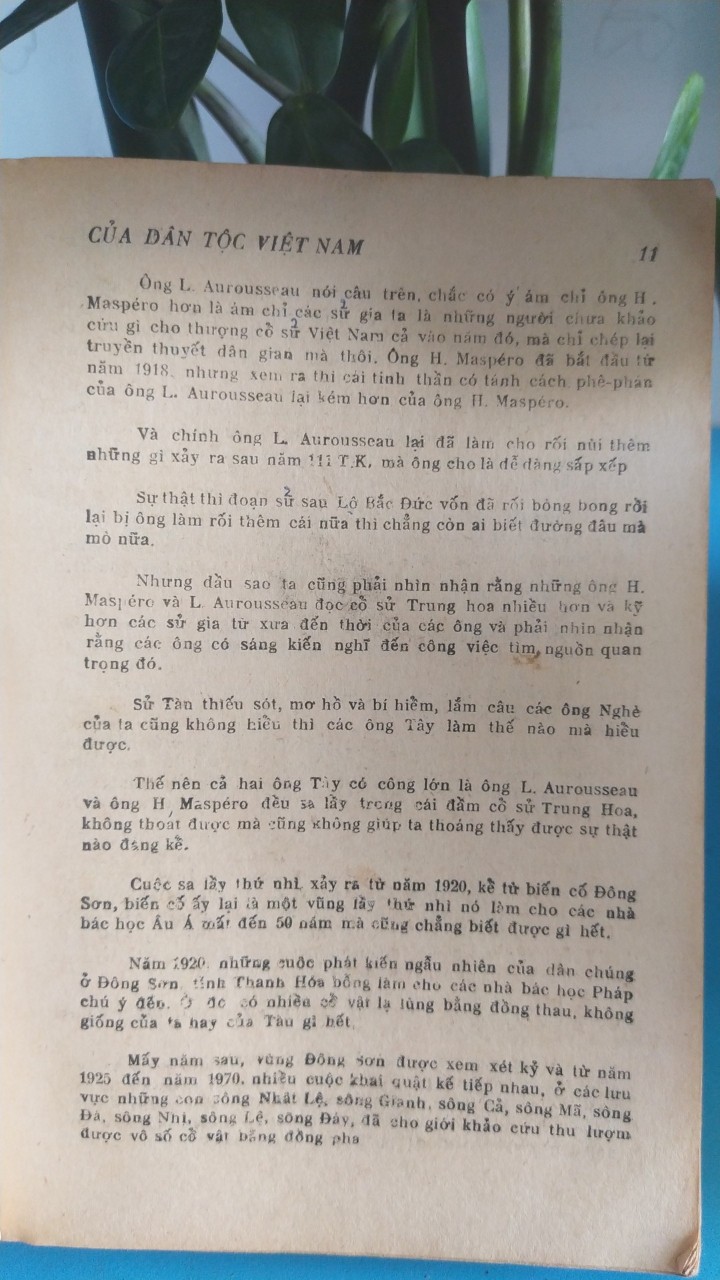 CỦA DÂN TỘC VIỆT NAM
11
Ông L. Aurousseau nói câu trên, chắc có ý ám chỉ ông H.
Maspéro hơn là ám chỉ các sử gia ta là những người chưa khảo
cứu gì cho thượng cổ sử Việt Nam cả vào năm đó, mà chỉ chép lại
truyền thuyết dân gian mà thôi. Ông H. Maspéro đã bắt đầu từ
năm 1918, nhưng xem ra thì cái tinh thần có tánh cách phê-phán
của ông L. Aurousseau lại kém hơn của ông H. Maspéro.
Và chính ông L. Aurousseau lại đã làm cho rối nùi thêm
những gì xảy ra sau năm 111 T.K. mà ông cho là dễ dàng sắp xếp
Sự thật thì đoạn sử sau Lộ Bắc Đức vốn đã rối bòng bong rồi
lại bị ông làm rối thêm cái nữa thì chẳng còn ai biết đường đâu mà
mò nữa.
Nhưng dầu sao ta cũng phải nhìn nhận rằng những ông H.
Maspéro và L. Aurousseau đọc cổ sử Trung hoa nhiều hơn và kỹ
hơn các sử gia từ xưa đến thời của các ông và phải nhìn nhận
rằng các ông có sáng kiến nghĩ đến công việc tìm nguồn quan
trọng đó.
Sử Tàu thiếu sót, mơ hồ và bí hiểm, lắm câu các ông Nghè
của ta cũng không hiểu thì các ông Tây làm thế nào mà hiểu
được.
Thế nên cả hai ông Tây có công lớn là ông L. Aurousseau
và ông H, Maspéro đều sa lầy trong cái đầm cổ sử Trung Hoa,
không thoát được mà cũng không giúp ta thoáng thấy được sự thật
nào đáng kể.
Cuộc sa lầy thứ nhì, xảy ra từ năm 1920, kể từ biến cố Đông
Sơn, biến cố ấy lại là một vũng lầy thứ nhì nó làm cho các nhà
bác học Âu Á mất đến 50 năm mà cũng chẳng biết được gì hết.
Năm 1920, những cuộc phát kiến ngẫu nhiên của dân chúng
ở Đông Sơn, tỉnh Thanh Hóa bỗng làm cho các nhà bác học Pháp
chú ý đến. Ở đó có nhiều cổ vật lạ lùng bằng đồng thau, không
giống của ta hay của Tàu gì hết.
Mấy năm sau, vùng Đông Sơn được xem xét kỹ và từ năm
1925 đến năm 1970, nhiều cuộc khai quật kế tiếp nhau, ở các lưu
vực những con sông Nhật Lệ, sông Gianh, sông Cả, sông Mã, sông
Đà, sông Nhị, sông Lệ, sông Đáy, đã cho giới khảo cứu thu lượm
được vô số cổ vật bằng đồng pha